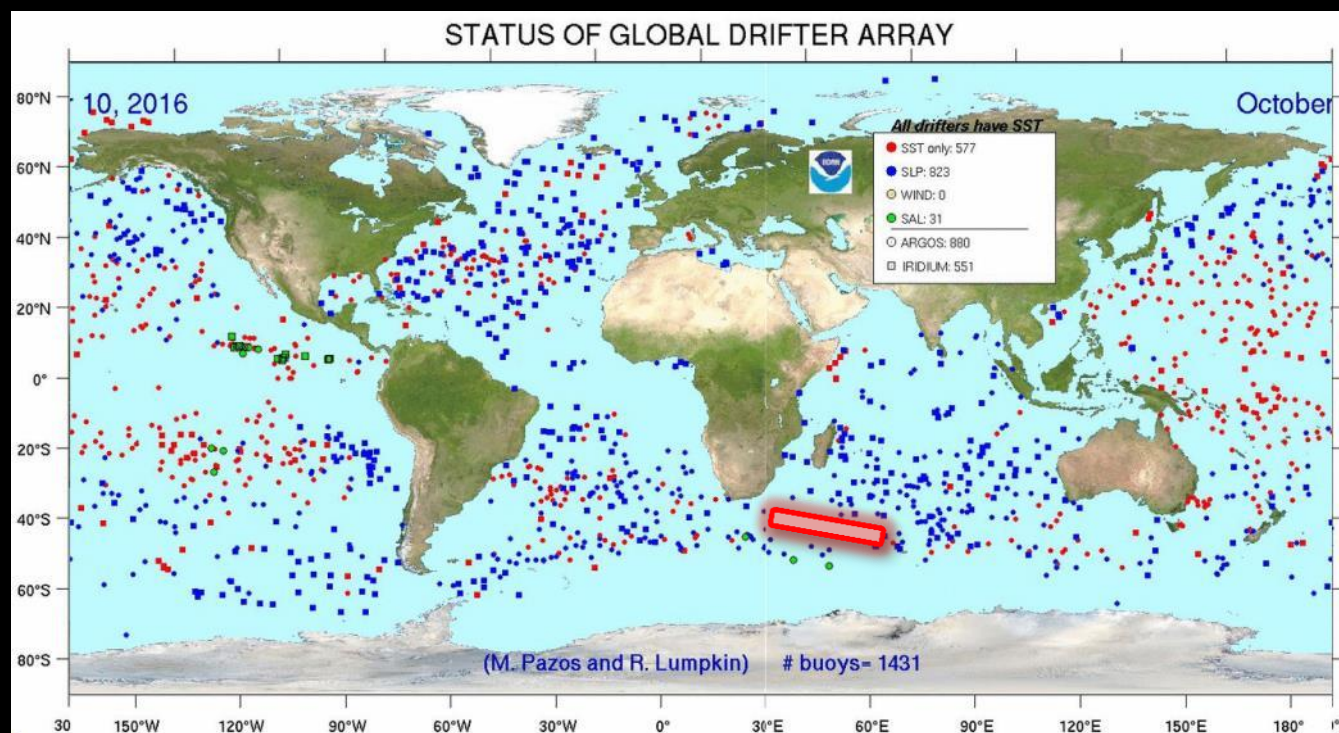 STATUS OF GLOBAL DRIFTER ARRAY
10, 2016
October
All drifters have SST
SST only: 577
SLP: 823
WIND: 0
SAL: 31
ARGOS: 880
IRIDIUM: 551
80°N
60°N
40°N
20°N
0°
20°S
40°S
60°S
80°S
(M. Pazos and R. Lumpkin) # buoys= 1431
30 150°W 120°W 90°W 60°W 30°W 0° 30°E 60°E 90°E 120°E 150°E